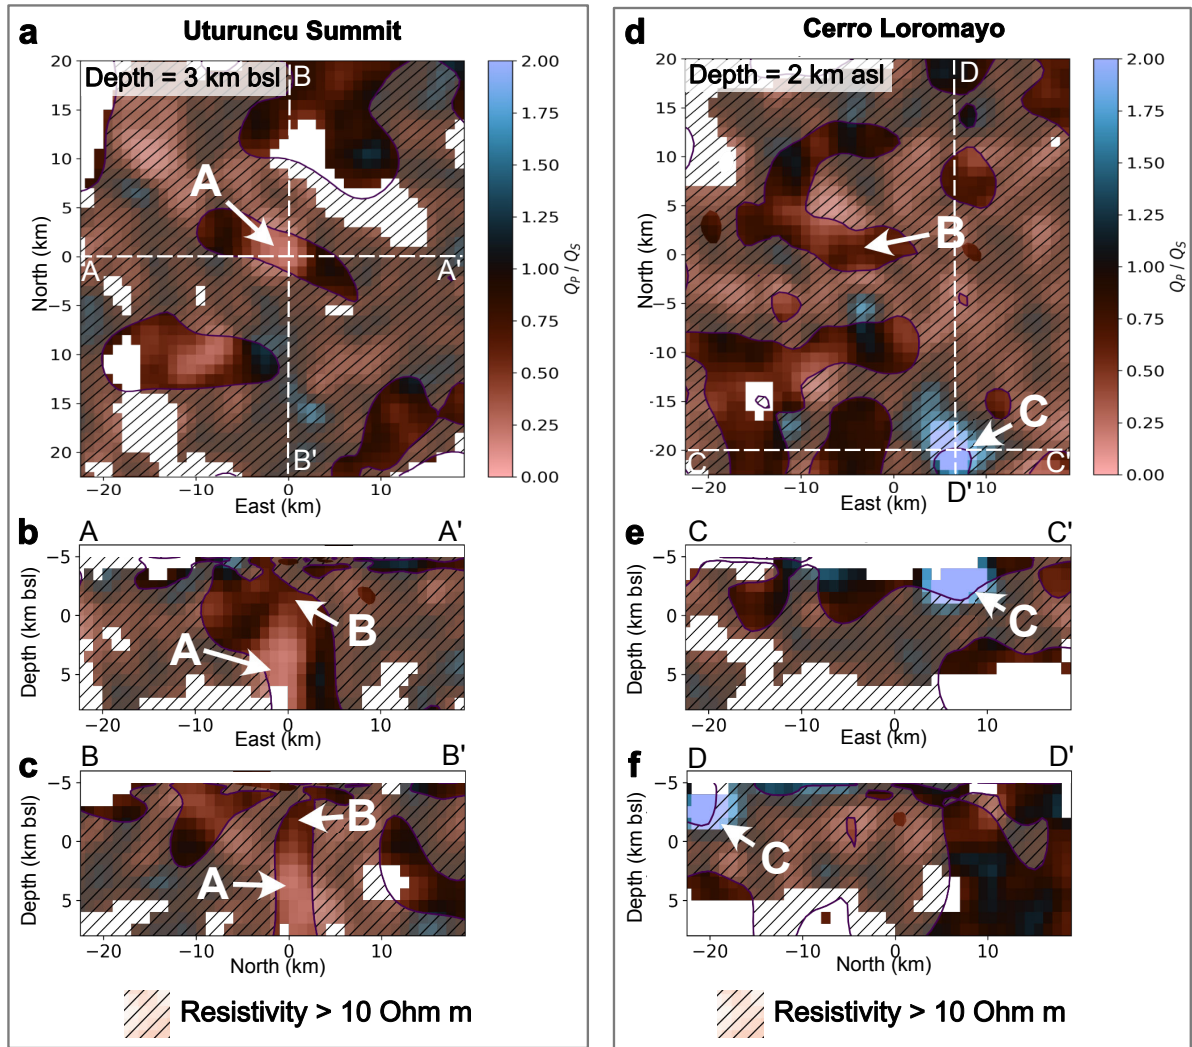 a
Uturuncu Summit
Depth = 3 km bsl
B
A
A
A'
B'
20
15
10
5
0
−5
10
15
20
North (km)
−20
−10
0
10
East (km)
2.00
1.75
1.50
1.25
1.00
0.75
0.50
0.25
0.00
QP / QS
b
A
A'
−5
0
5
Depth (km bsl)
A
B
−20
−10
0
10
East (km)
c
B
B'
−5
0
5
Depth (km bsl)
A
B
−20
−10
0
10
North (km)
Resistivity > 10 Ohm m
d
Cerro Loromayo
Depth = 2 km asl
D
B
C
C
C'
D'
20
15
10
5
0
−5
-10
-15
-20
North (km)
−20
−10
0
10
East (km)
2.00
1.75
1.50
1.25
1.00
0.75
0.50
0.25
0.00
QP / QS
e
C
C'
−5
0
5
Depth (km bsl)
C
−20
−10
0
10
East (km)
f
D
D'
−5
0
5
Depth (km bsl)
C
−20
−10
0
10
North (km)
Resistivity > 10 Ohm m